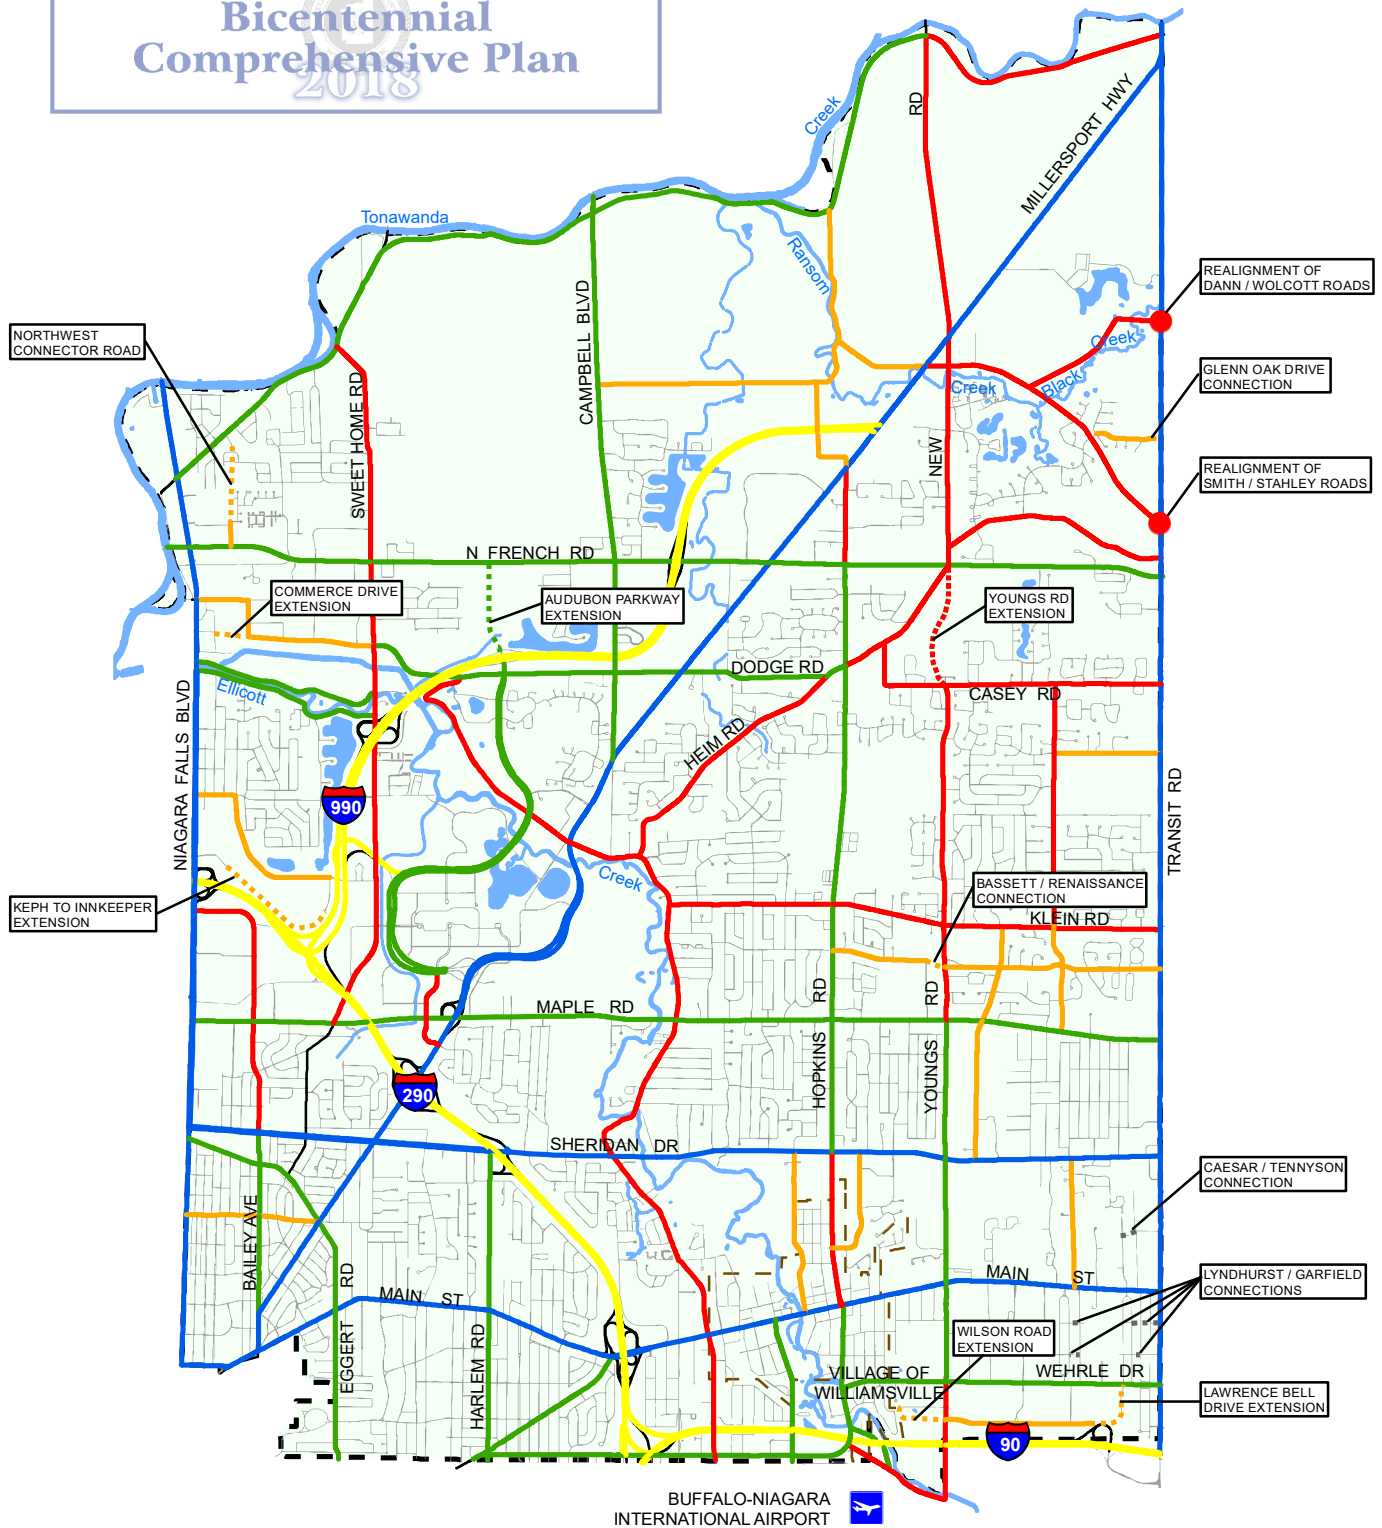 Bicentennial
Comprehensive Plan
2018
Creek
RD
MILLERSPORT HWY
Tonawanda
Ransom
REALIGNMENT OF
DANN / WOLCOTT ROADS
NORTHWEST
CONNECTOR ROAD
CAMPBELL BLVD
Creek
GLENN OAK DRIVE
CONNECTION
SWEET HOME RD
Creek
Black
NEW
REALIGNMENT OF
SMITH / STAHLEY ROADS
N FRENCH RD
COMMERCE DRIVE
EXTENSION
AUDUBON PARKWAY
EXTENSION
YOUNGS RD
EXTENSION
DODGE RD
NIAGARA FALLS BLVD
Ellicott
CASEY RD
HEIM RD
TRANSIT RD
990
Creek
BASSETT / RENAISSANCE
CONNECTION
KEPH TO INNKEEPER
EXTENSION
KLEIN RD
MAPLE RD
HOPKINS RD
YOUNGS RD
290
SHERIDAN DR
CAESAR / TENNYSON
CONNECTION
BAILEY AVE
EGGERT RD
MAIN ST
MAIN ST
LYNDHURST / GARFIELD
CONNECTIONS
HARLEM RD
WILSON ROAD
EXTENSION
VILLAGE OF
WILLIAMSVILLE
WEHRLE DR
LAWRENCE BELL
DRIVE EXTENSION
90
BUFFALO-NIAGARA
INTERNATIONAL AIRPORT